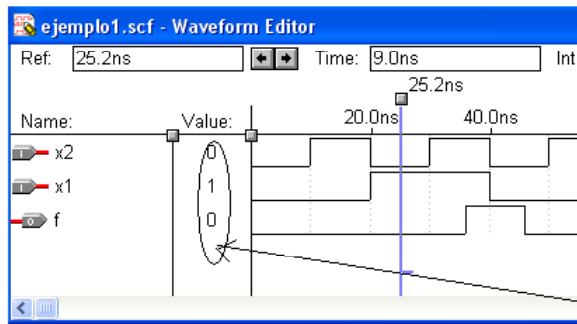 ejemplo1.scf - Waveform Editor
Ref: 25.2ns Time: 9.0ns Int
25.2ns
Name: Value: 20.0ns 40.0ns
x2 0
x1 1
f 0